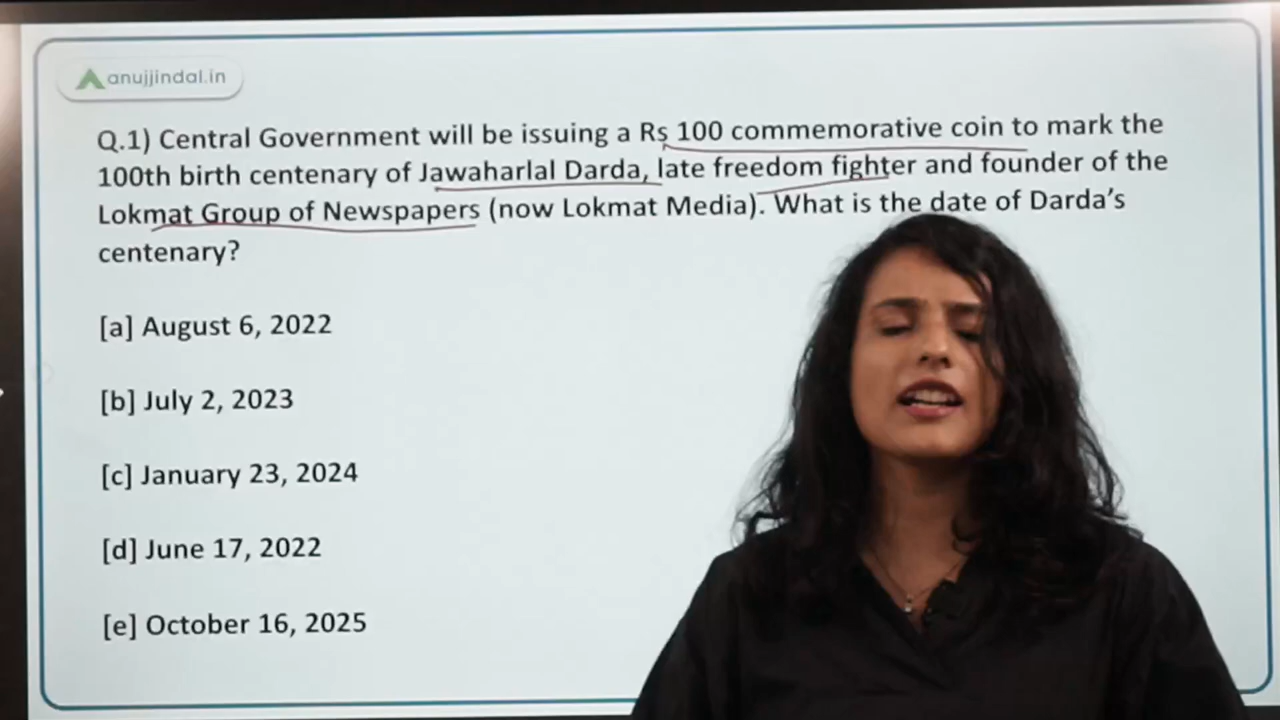 anujjindal.in
Q.1) Central Government will be issuing a Rs 100 commemorative coin to mark the
100th birth centenary of Jawaharlal Darda, late freedom fighter and founder of the
Lokmat Group of Newspapers (now Lokmat Media). What is the date of Darda's
centenary?
[a] August 6, 2022
[b] July 2, 2023
[c] January 23, 2024
[d] June 17, 2022
[e] October 16, 2025